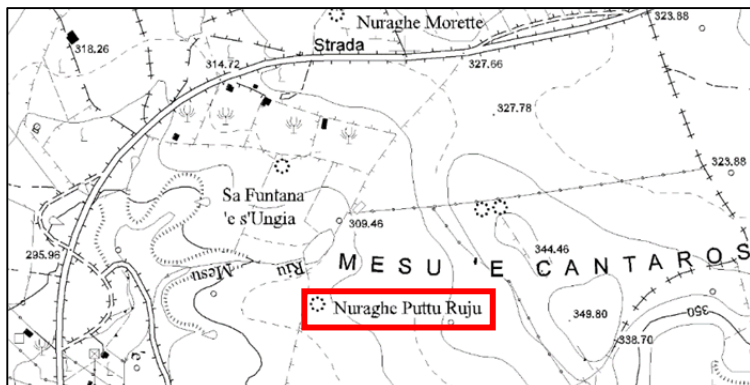 Nuraghe Morette
323.88
318.26
Strada
314.72
327.66
327.78
323.88
Sa Funtana
'e s'Ungia
309.46
344.46
295.96
Riu
Mesu
MESU 'E CANTAROS
Nuraghe Puttu Ruju
349.80
350
338.70